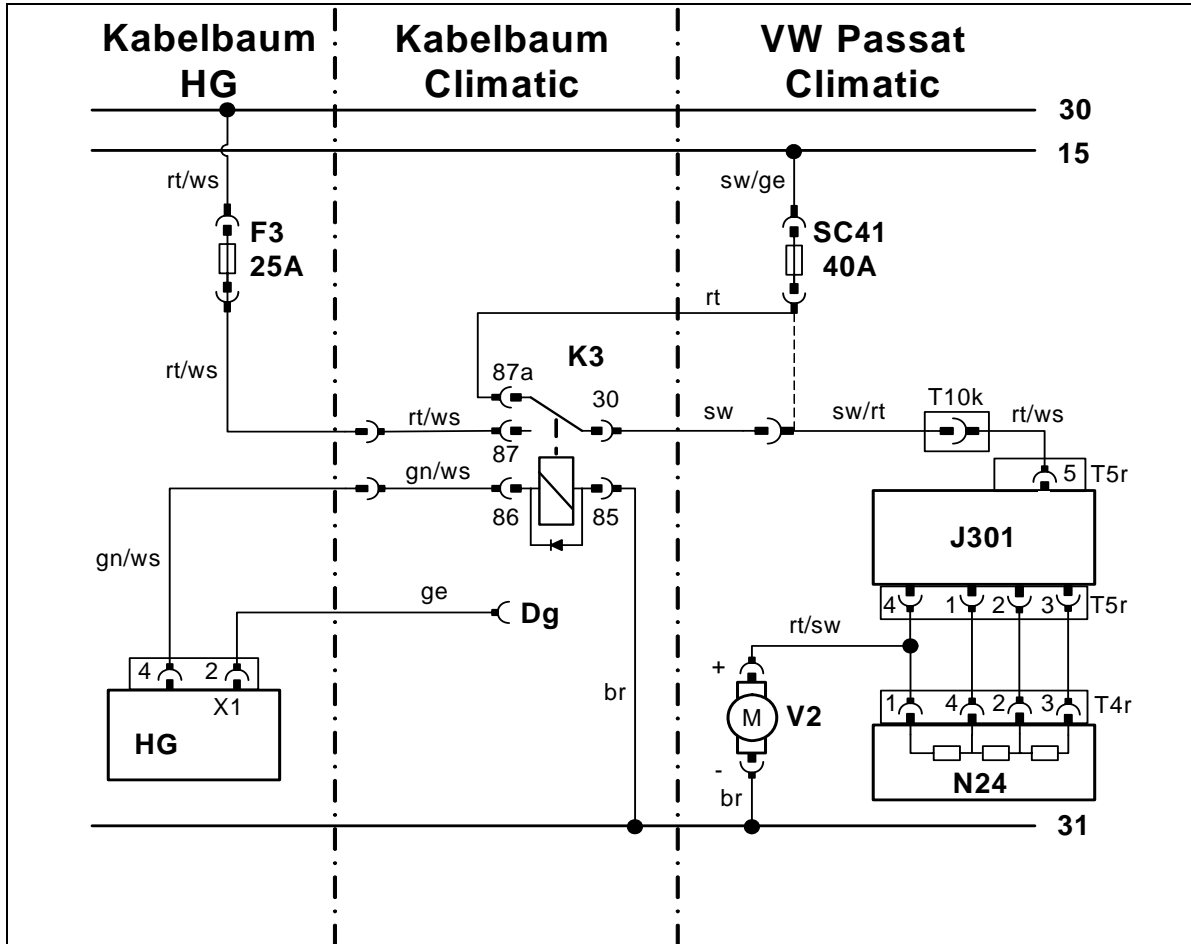 Kabelbaum
HG
Kabelbaum
Climatic
VW Passat
Climatic
30
15
rt/ws
sw/ge
F3
25A
SC41
40A
rt
K3
rt/ws
87a
30
rt/ws
sw
sw/rt
T10k
rt/ws
87
gn/ws
5
T5r
86
85
J301
gn/ws
ge
Dg
4
1
2
3
T5r
rt/sw
4
2
X1
HG
br
+
M
V2
-
br
1
4
2
3
T4r
N24
31